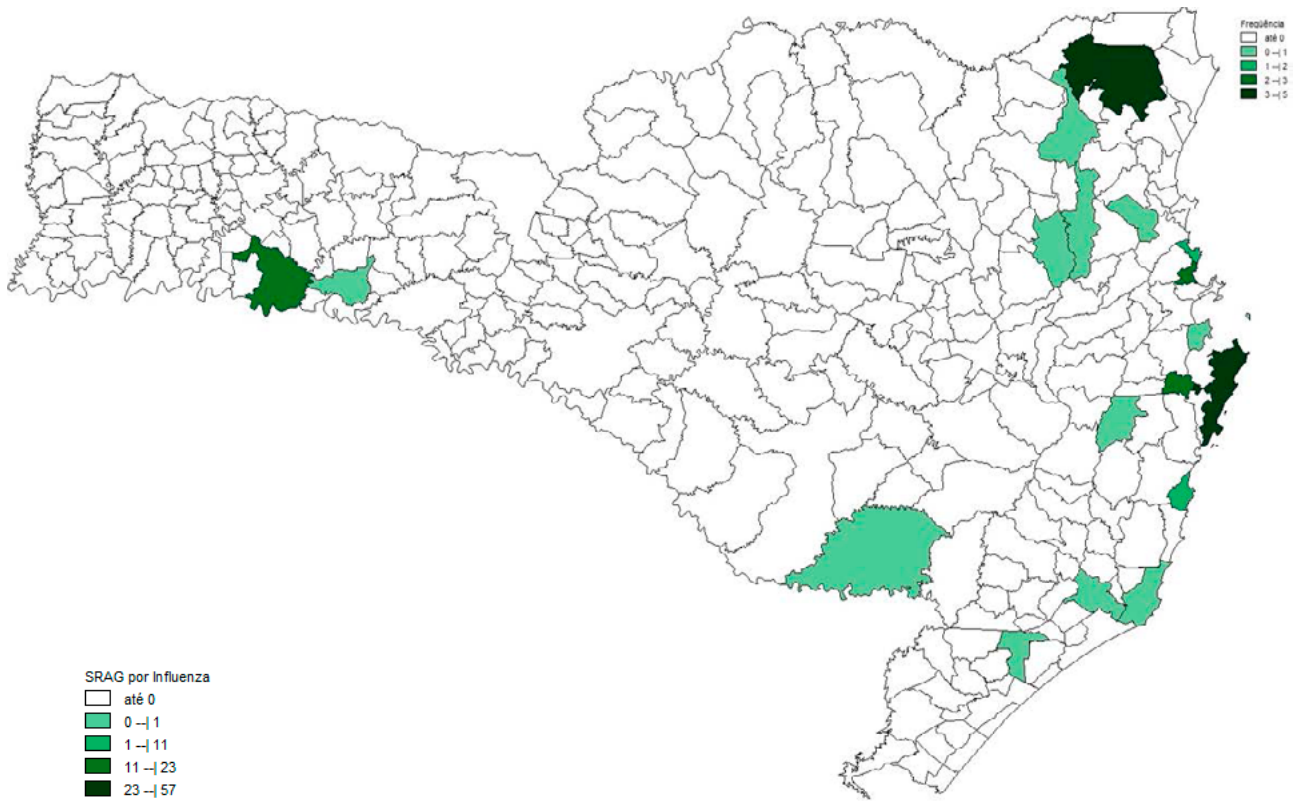 Freqüência
até 0
0 --| 1
1 --| 2
2 --| 3
3 --| 5
SRAG por Influenza
até 0
0 --| 1
1 --| 11
11 --| 23
23 --| 57